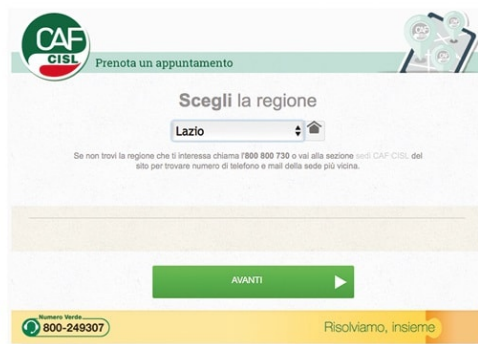 CAF
CISL
Prenota un appuntamento
Scegli la regione
Lazio
Se non trovi la regione che ti interessa chiama l'800 800 730 o vai alla sezione sedi CAF CISL del
sito per trovare numero di telefono e mail della sede più vicina.
AVANTI
Numero Verde
800-249307
Risolviamo, insieme